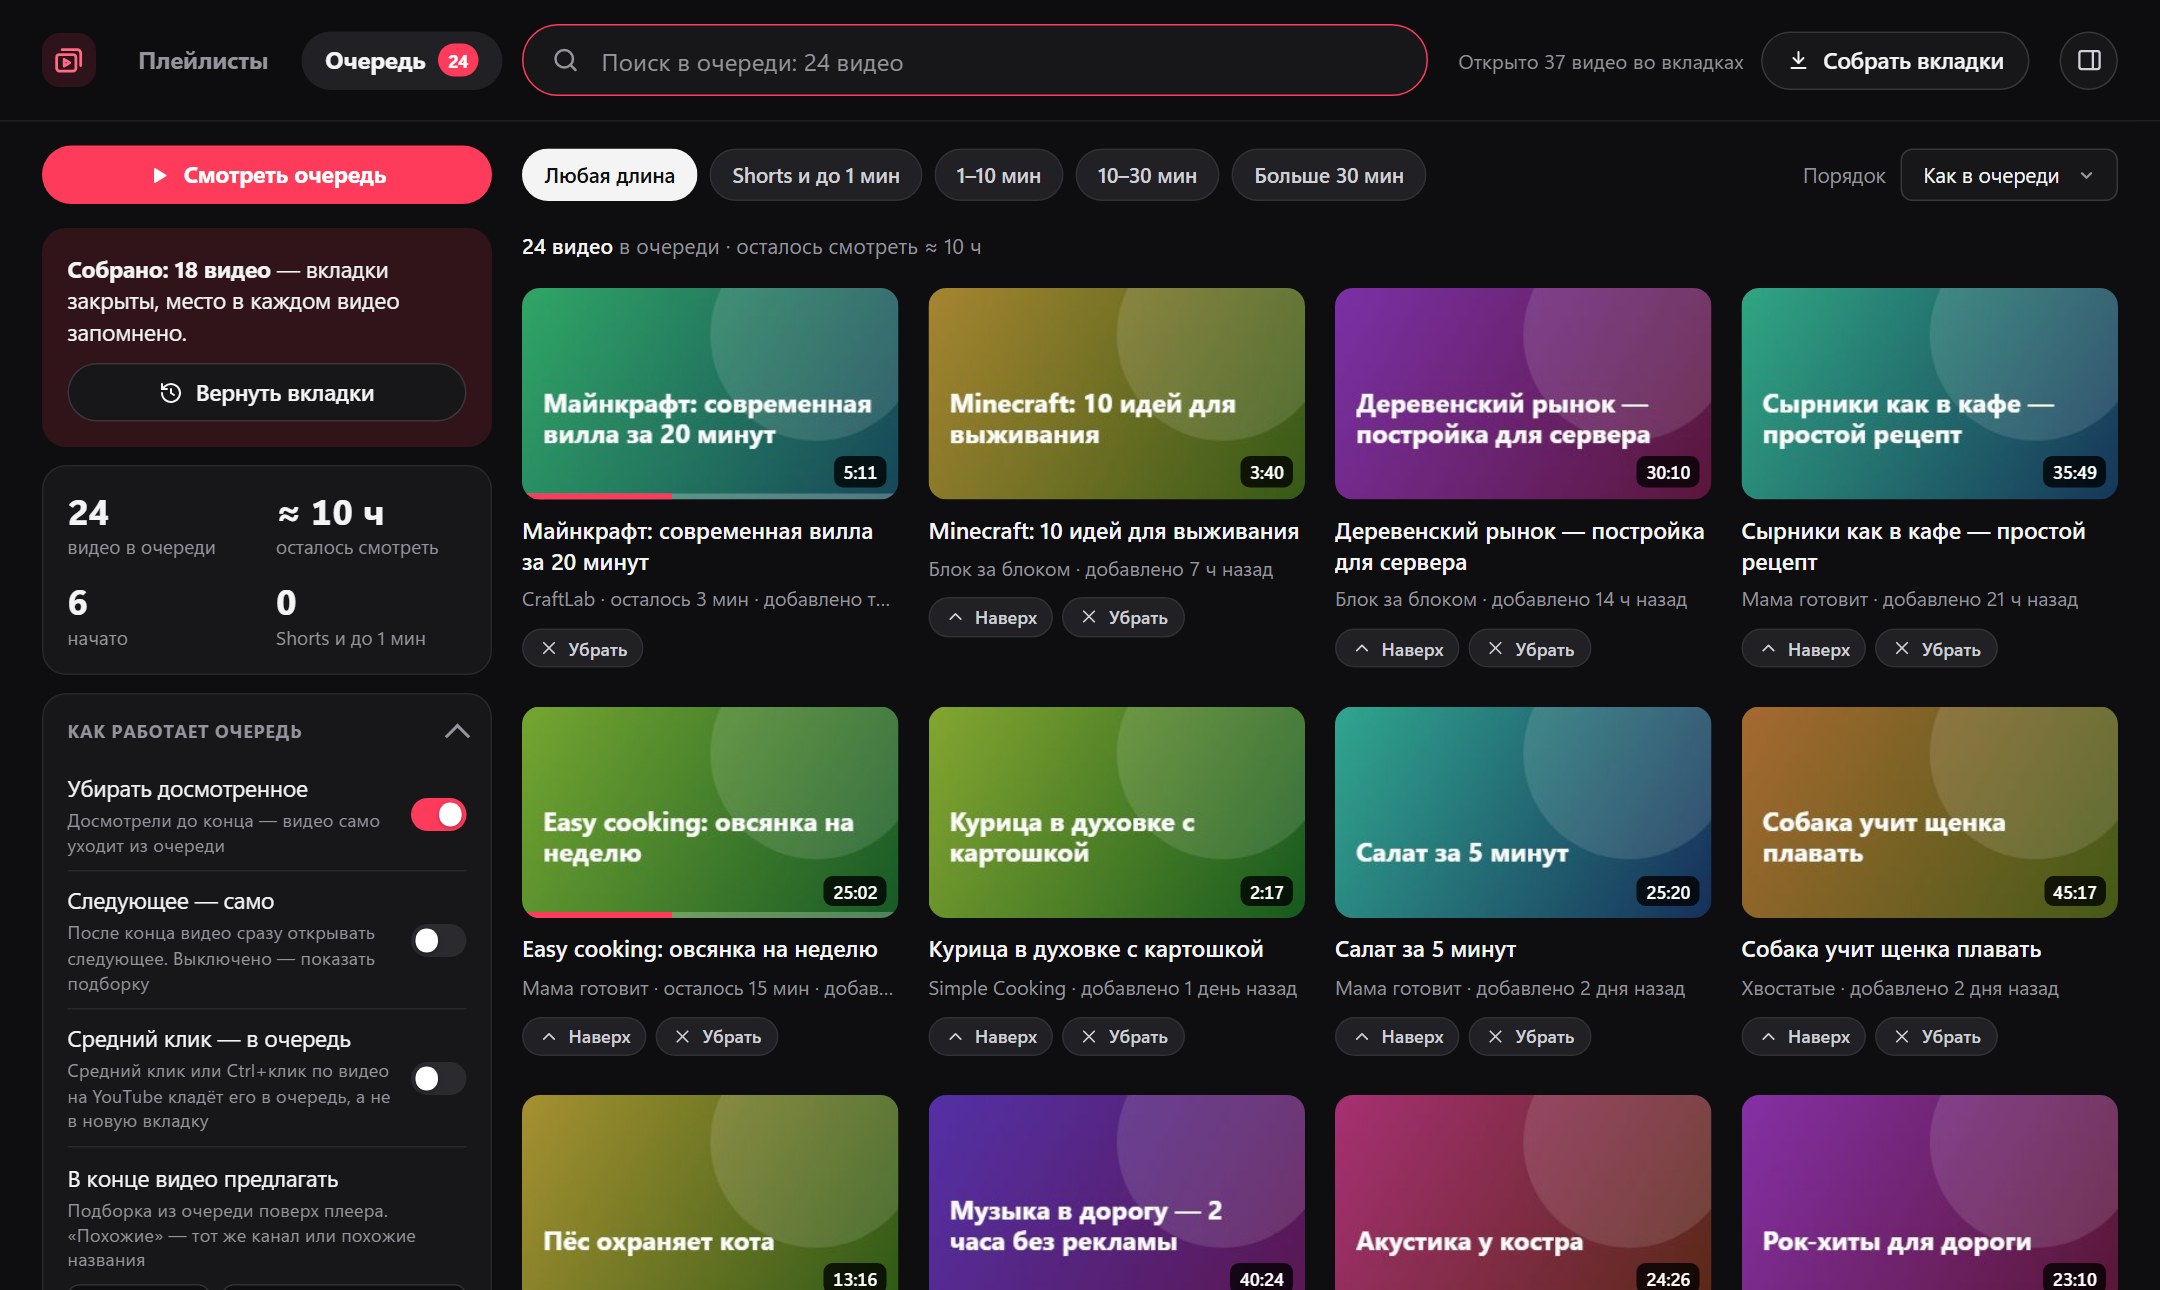 Плейлисты
Очередь 24
Поиск в очереди: 24 видео
Открыто 37 видео во вкладках
Собрать вкладки
Смотреть очередь
Собрано: 18 видео — вкладки
закрыты, место в каждом видео
запомнено.
Вернуть вкладки
24
видео в очереди
≈ 10 ч
осталось смотреть
6
начато
0
Shorts и до 1 мин
КАК РАБОТАЕТ ОЧЕРЕДЬ
Убирать досмотренное
Досмотрели до конца — видео само
уходит из очереди
Следующее — само
После конца видео сразу открывать
следующее. Выключено — показать
подборку
Средний клик — в очередь
Средний клик или Ctrl+клик по видео
на YouTube кладёт его в очередь, а не
в новую вкладку
В конце видео предлагать
Подборка из очереди поверх плеера.
«Похожие» — тот же канал или похожие
названия
Любая длина
Shorts и до 1 мин
1–10 мин
10–30 мин
Больше 30 мин
Порядок
Как в очереди
24 видео в очереди · осталось смотреть ≈ 10 ч
Майнкрафт: современная
вилла за 20 минут
5:11
Майнкрафт: современная вилла
за 20 минут
CraftLab · осталось 3 мин · добавлено т...
Убрать
Minecraft: 10 идей для
выживания
3:40
Minecraft: 10 идей для выживания
Блок за блоком · добавлено 7 ч назад
Наверх
Убрать
Деревенский рынок —
постройка для сервера
30:10
Деревенский рынок — постройка
для сервера
Блок за блоком · добавлено 14 ч назад
Наверх
Убрать
Сырники как в кафе —
простой рецепт
35:49
Сырники как в кафе — простой
рецепт
Мама готовит · добавлено 21 ч назад
Наверх
Убрать
Easy cooking: овсянка на
неделю
25:02
Easy cooking: овсянка на неделю
Мама готовит · осталось 15 мин · добав...
Наверх
Убрать
Курица в духовке с
картошкой
2:17
Курица в духовке с картошкой
Simple Cooking · добавлено 1 день назад
Наверх
Убрать
Салат за 5 минут
25:20
Салат за 5 минут
Мама готовит · добавлено 2 дня назад
Наверх
Убрать
Собака учит щенка
плавать
45:17
Собака учит щенка плавать
Хвостатые · добавлено 2 дня назад
Наверх
Убрать
Пёс охраняет кота
13:16
Музыка в дорогу — 2
часа без рекламы
40:24
Акустика у костра
24:26
Рок-хиты для дороги
23:10